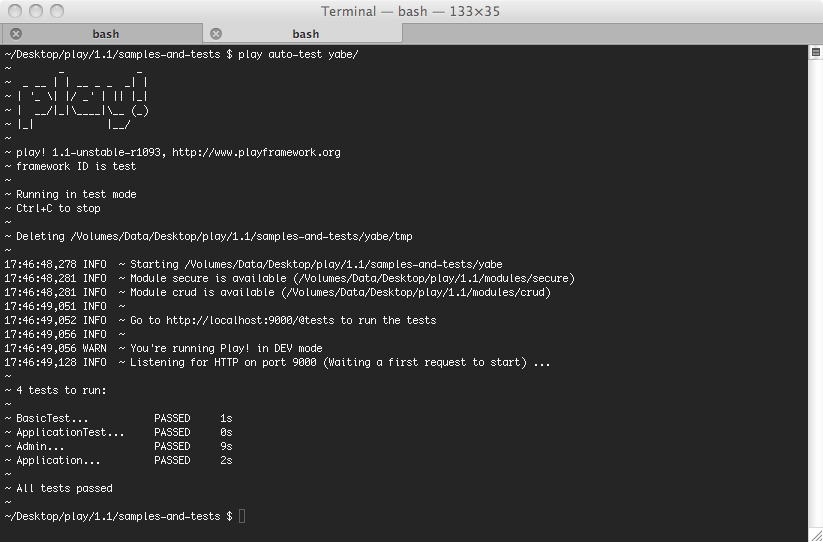 Terminal — bash — 133×35
bash bash
~/Desktop/play/1.1/samples-and-tests $ play auto-test yabe/
~        _            _
~  _ __ | | __ _ _  _| |
~ | '_ \| |/ _' | || |_|
~ |  __/|_|\____|\__ (_)
~ |_|            |__/
~
~ play! 1.1-unstable-r1093, http://www.playframework.org
~ framework ID is test
~
~ Running in test mode
~ Ctrl+C to stop
~
~ Deleting /Volumes/Data/Desktop/play/1.1/samples-and-tests/yabe/tmp
~
17:46:48,278 INFO  ~ Starting /Volumes/Data/Desktop/play/1.1/samples-and-tests/yabe
17:46:48,281 INFO  ~ Module secure is available (/Volumes/Data/Desktop/play/1.1/modules/secure)
17:46:48,281 INFO  ~ Module crud is available (/Volumes/Data/Desktop/play/1.1/modules/crud)
17:46:49,051 INFO  ~
17:46:49,052 INFO  ~ Go to http://localhost:9000/@tests to run the tests
17:46:49,056 INFO  ~
17:46:49,056 WARN  ~ You're running Play! in DEV mode
17:46:49,128 INFO  ~ Listening for HTTP on port 9000 (Waiting a first request to start) ...
~
~ 4 tests to run:
~
~ BasicTest...           PASSED     1s
~ ApplicationTest...     PASSED     0s
~ Admin...               PASSED     9s
~ Application...         PASSED     2s
~
~ All tests passed
~
~/Desktop/play/1.1/samples-and-tests $